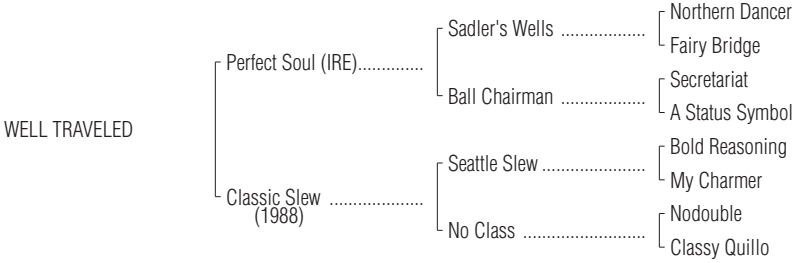 Northern Dancer
Sadler's Wells ..................
Fairy Bridge
Perfect Soul (IRE)..............
Secretariat
Ball Chairman ..................
A Status Symbol
WELL TRAVELED
Bold Reasoning
Seattle Slew ......................
My Charmer
Classic Slew ....................
(1988)
Nodouble
No Class ..........................
Classy Quillo